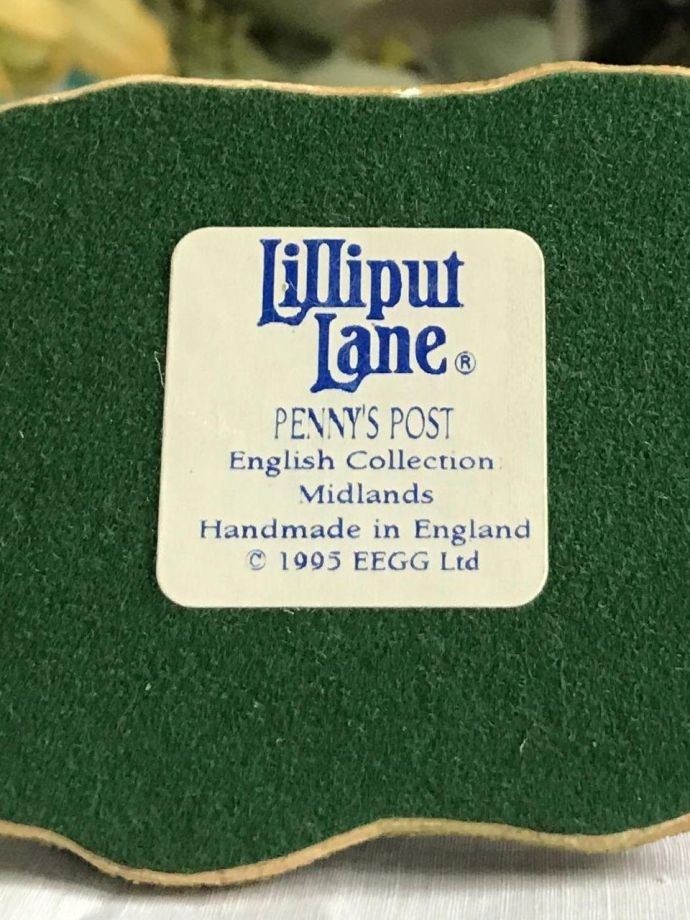 Lilliput
Lane®
PENNY'S POST
English Collection
Midlands
Handmade in England
© 1995 EEGG Ltd